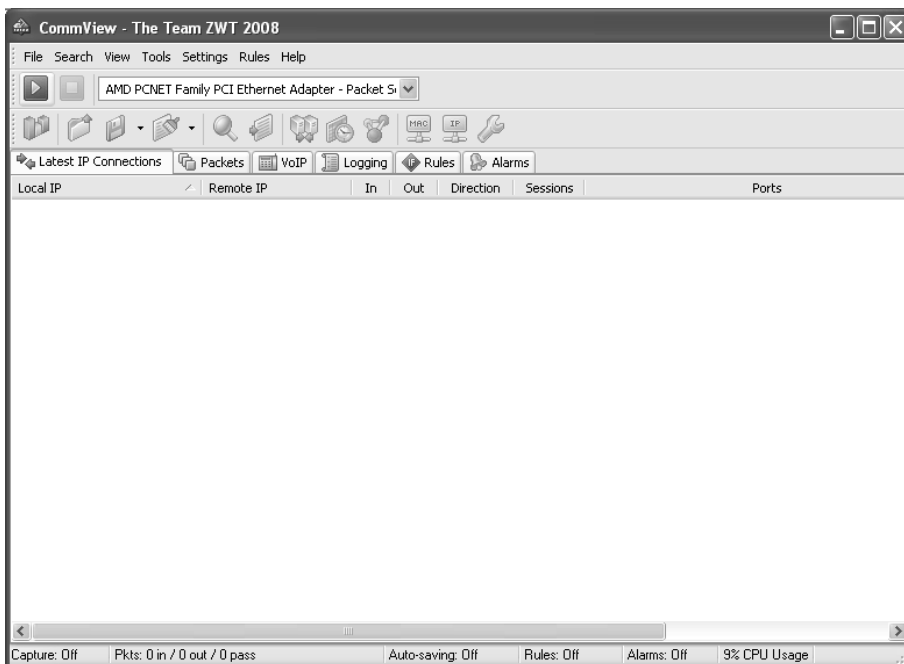 CommView - The Team ZWT 2008
File Search View Tools Settings Rules Help
AMD PCNET Family PCI Ethernet Adapter - Packet S
MAC IP
Latest IP Connections Packets VoIP IP Logging Rules Alarms
Local IP Remote IP In Out Direction Sessions Ports
Capture: Off Pkts: 0 in / 0 out / 0 pass Auto-saving: Off Rules: Off Alarms: Off 9% CPU Usage